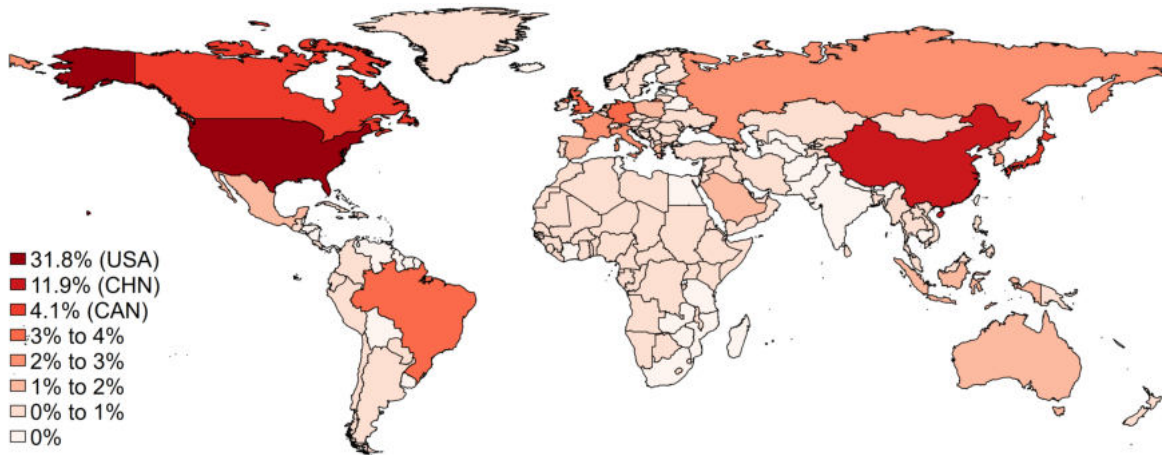 31.8% (USA)
11.9% (CHN)
4.1% (CAN)
3% to 4%
2% to 3%
1% to 2%
0% to 1%
0%